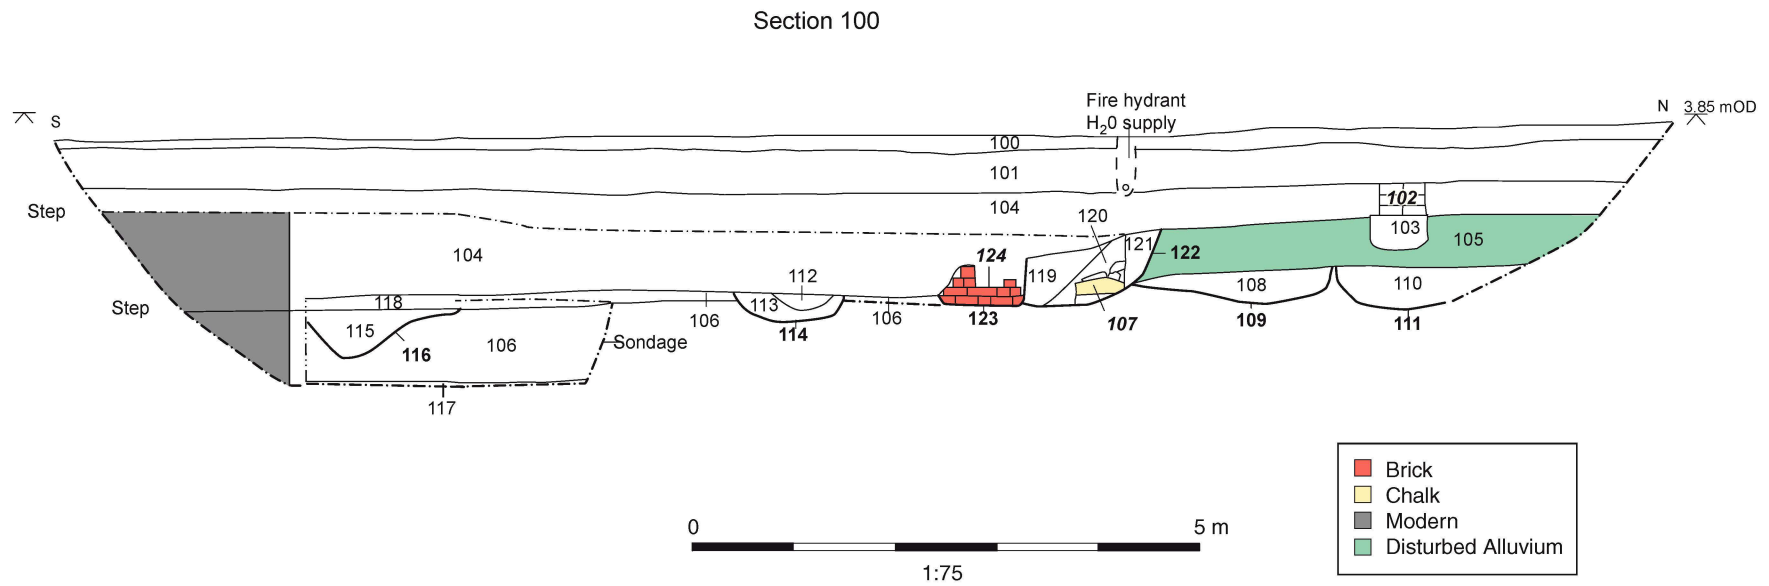 Section 100
Fire hydrant
H₂0 supply
S
N
3.85 mOD
100
101
102
Step
104
120
103
121
122
105
104
124
119
112
118
113
108
110
Step
106
106
123
107
109
111
114
115
116
106
Sondage
117
Brick
Chalk
Modern
Disturbed Alluvium
0
5 m
1:75